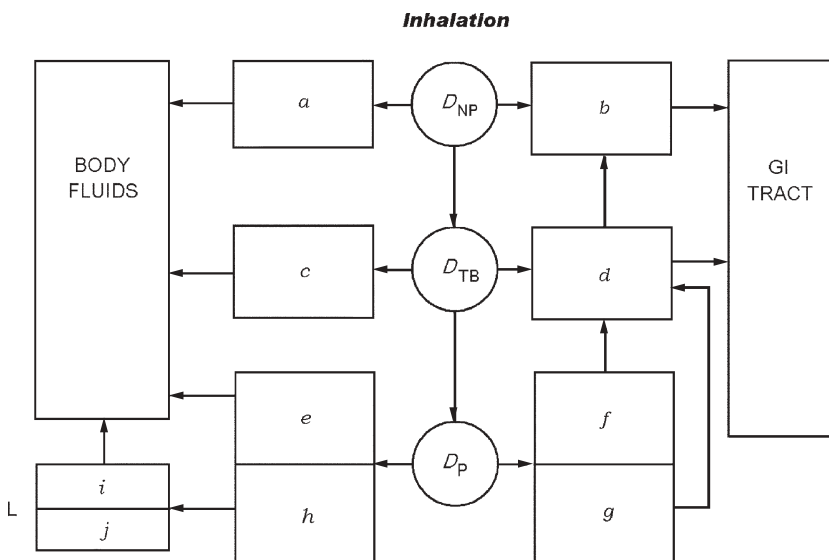 Inhalation
a
D_NP
b
BODY
FLUIDS
GI
TRACT
c
D_TB
d
e
f
D_P
i
L
j
h
g